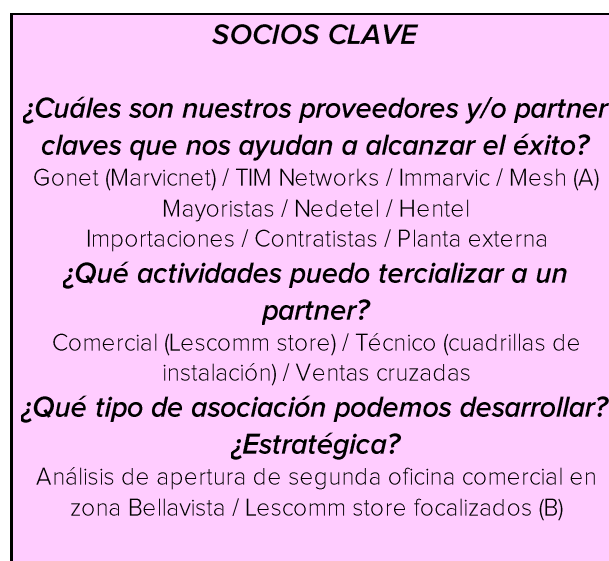 SOCIOS CLAVE
¿Cuáles son nuestros proveedores y/o partner
claves que nos ayudan a alcanzar el éxito?
Gonet (Marvicnet) / TIM Networks / Immarvic / Mesh (A)
Mayoristas / Nedetel / Hentel
Importaciones / Contratistas / Planta externa
¿Qué actividades puedo tercializar a un
partner?
Comercial (Lescomm store) / Técnico (cuadrillas de
instalación) / Ventas cruzadas
¿Qué tipo de asociación podemos desarrollar?
¿Estratégica?
Análisis de apertura de segunda oficina comercial en
zona Bellavista / Lescomm store focalizados (B)